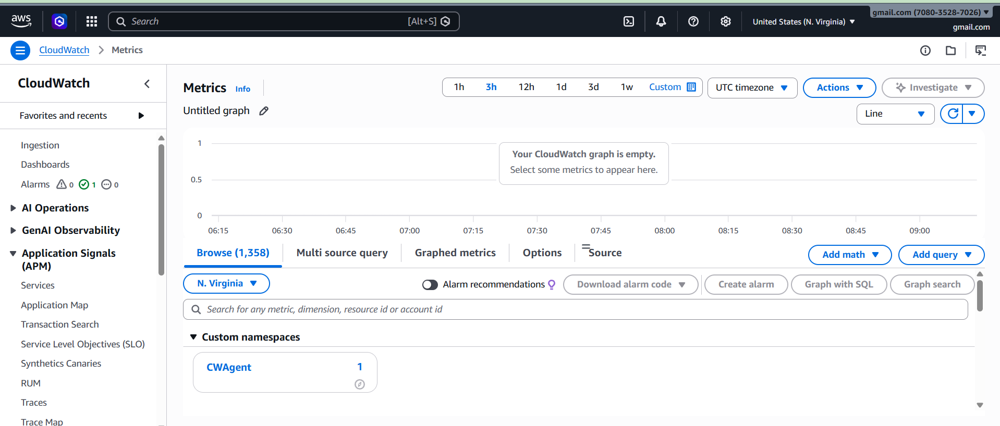 aws
Search [Alt+S]
United States (N. Virginia)
gmail.com (7080-3528-7026)
gmail.com
CloudWatch Metrics
CloudWatch
Favorites and recents
Ingestion
Dashboards
Alarms 0 1 0
AI Operations
GenAI Observability
Application Signals
(APM)
Services
Application Map
Transaction Search
Service Level Objectives (SLO)
Synthetics Canaries
RUM
Traces
Trace Map
Metrics Info
1h 3h 12h 1d 3d 1w Custom
UTC timezone
Actions
Investigate
Untitled graph
Line
1
0.5
0
Your CloudWatch graph is empty.
Select some metrics to appear here.
06:15 06:30 06:45 07:00 07:15 07:30 07:45 08:00 08:15 08:30 08:45 09:00
Browse (1,358) Multi source query Graphed metrics Options Source
Add math Add query
N. Virginia
Alarm recommendations
Download alarm code
Create alarm
Graph with SQL
Graph search
Search for any metric, dimension, resource id or account id
Custom namespaces
CWAgent 1